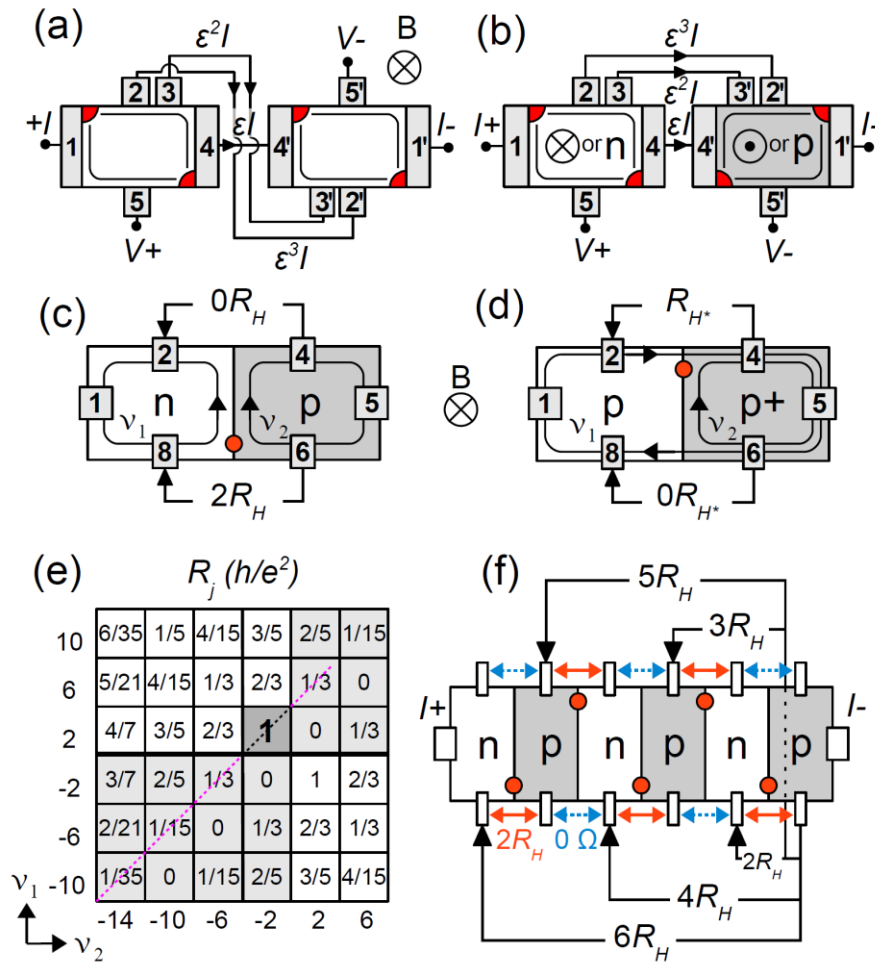 (a)
ε²I
V-
B
(b)
ε³I
2 3
5'
2 3
ε²I
3' 2'
+I
1
εI
4 4'
1'
I-
I+
1
⊗ or n
4
εI
4'
⊙ or p
1'
I-
5
3' 2'
5
5'
V+
ε³I
V+
V-
(c)
0R_H
(d)
R_H*
2
4
B
2
4
1
n
p
5
1
p
p+
5
ν₁
ν₂
ν₁
ν₂
8
6
8
6
2R_H
0R_H*
(e)
R_j (h/e²)
10 6/35 1/5 4/15 3/5 2/5 1/15
6 5/21 4/15 1/3 2/3 1/3 0
2 4/7 3/5 2/3 1 0 1/3
-2 3/7 2/5 1/3 0 1 2/3
-6 2/21 1/15 0 1/3 2/3 1/3
-10 1/35 0 1/15 2/5 3/5 4/15
-14 -10 -6 -2 2 6
ν₁
ν₂
(f)
5R_H
3R_H
I+
I-
n p n p n p
2R_H 0 Ω
2R_H
4R_H
6R_H